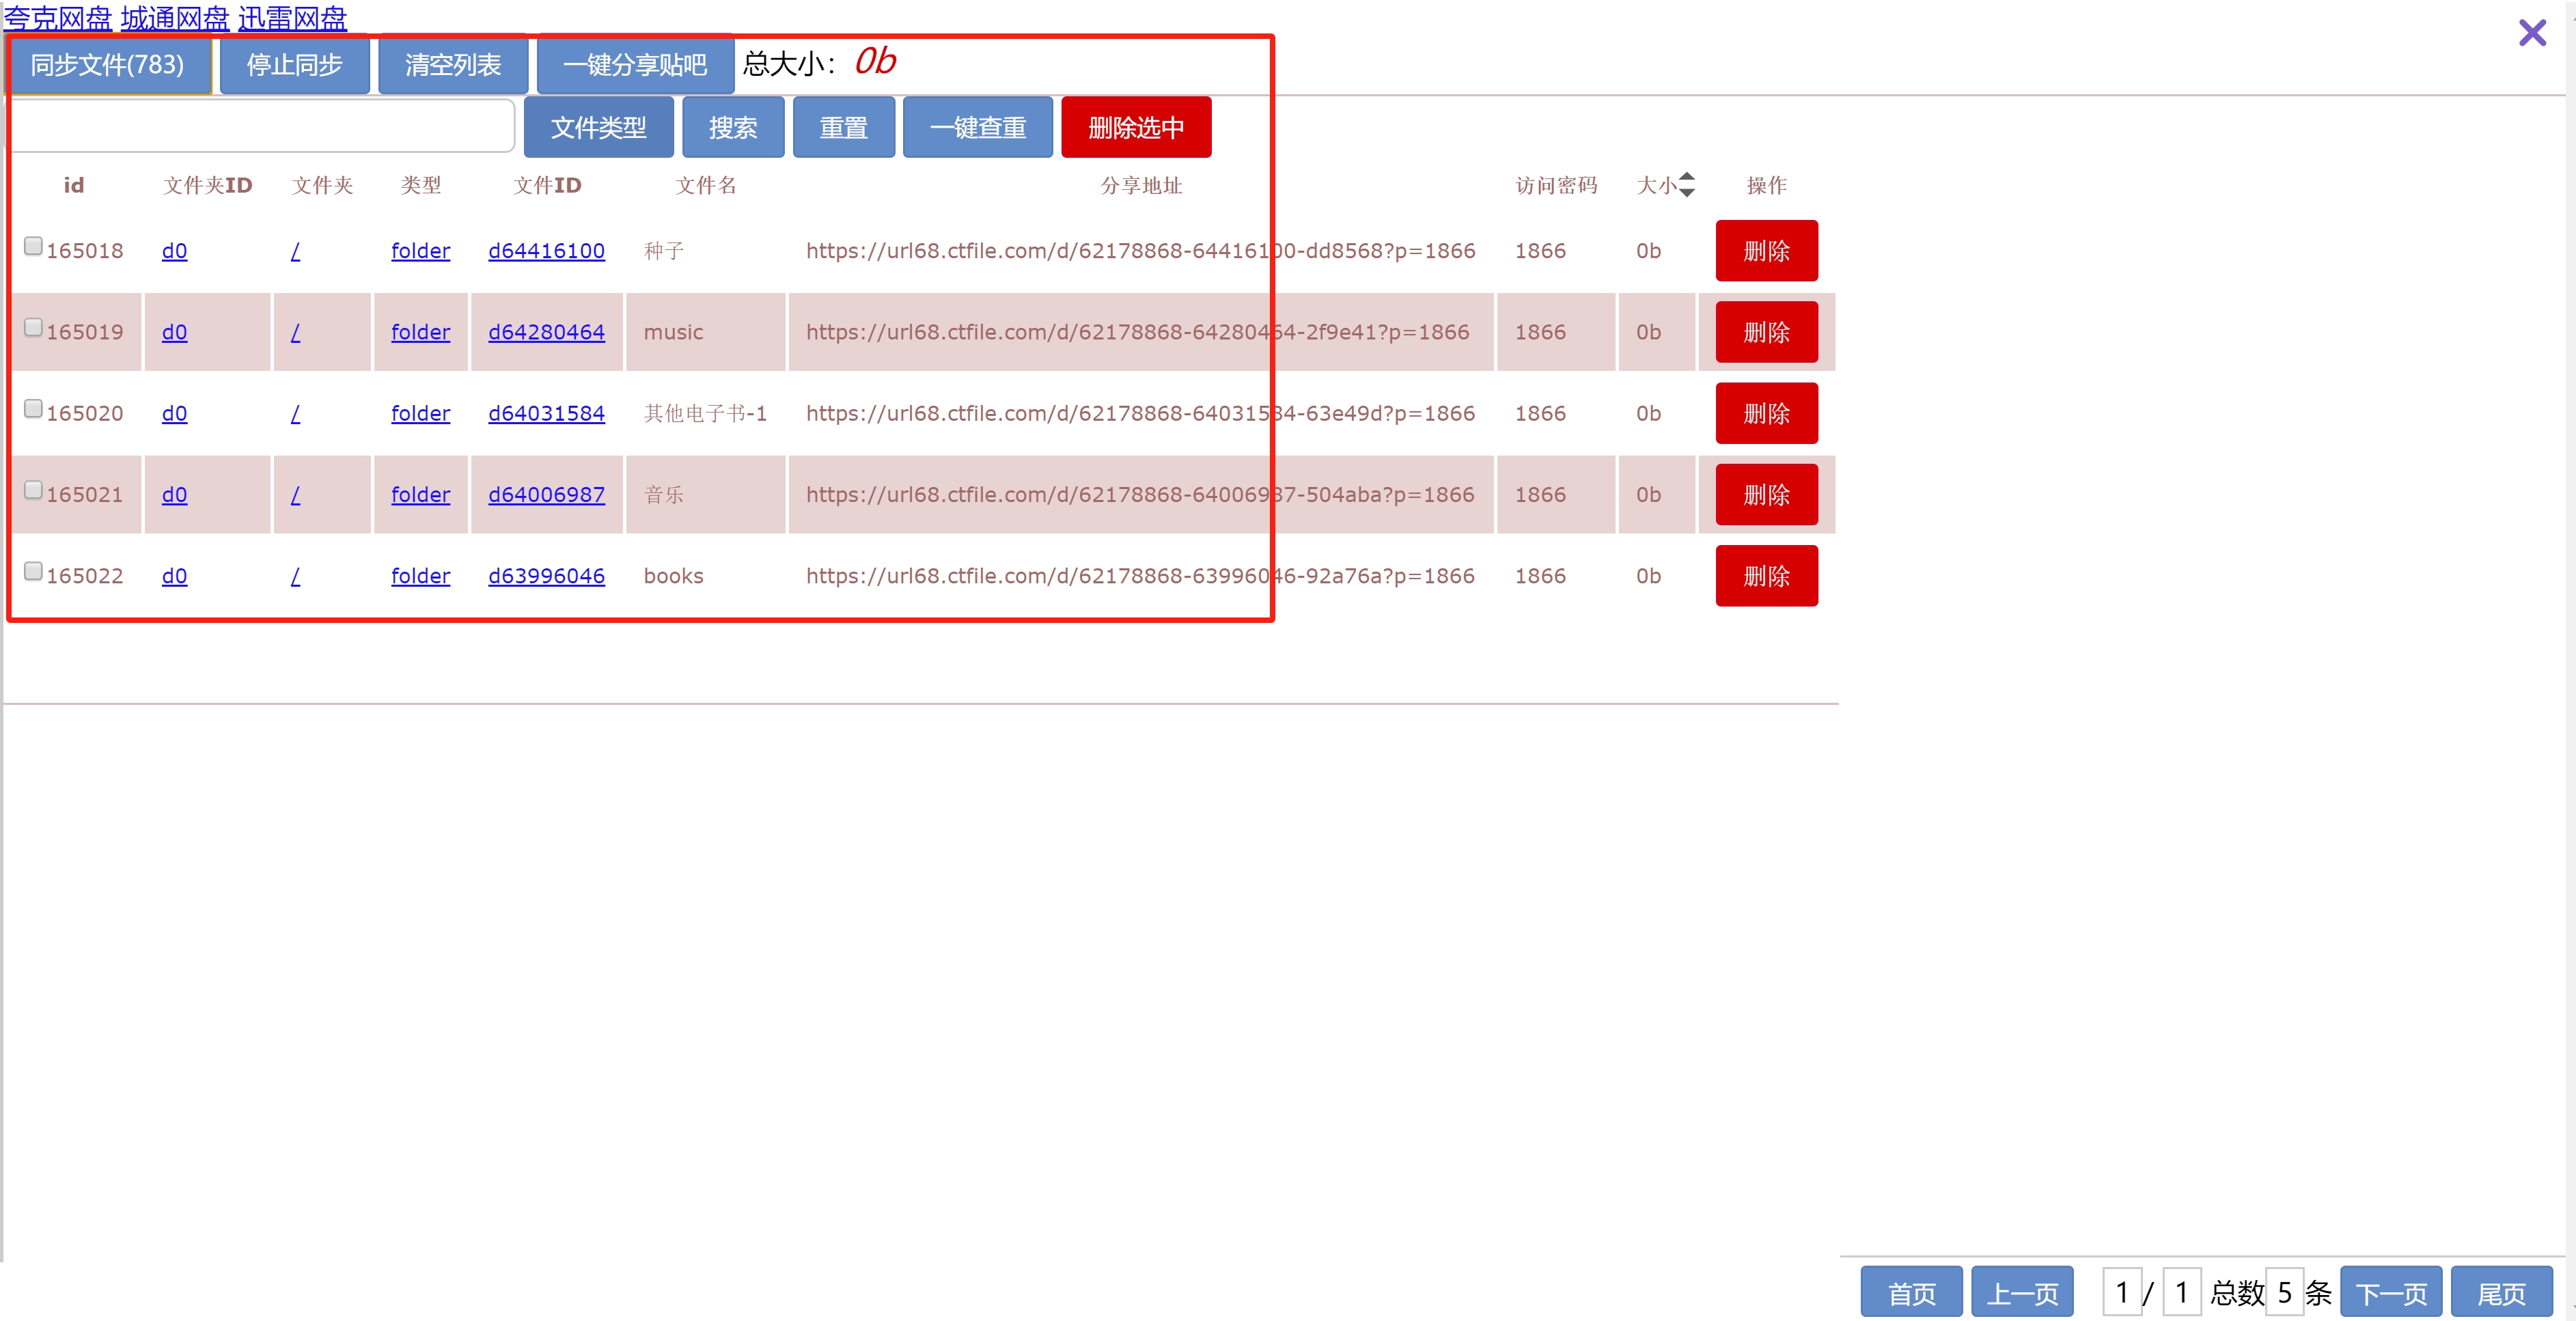 夸克网盘 城通网盘 迅雷网盘
同步文件(783) 停止同步 清空列表 一键分享贴吧 总大小： 0b
文件类型 搜索 重置 一键查重 删除选中
id 文件夹ID 文件夹 类型 文件ID 文件名 分享地址 访问密码 大小 操作
165018 d0 / folder d64416100 种子 https://url68.ctfile.com/d/62178868-64416100-dd8568?p=1866 1866 0b 删除
165019 d0 / folder d64280464 music https://url68.ctfile.com/d/62178868-64280464-2f9e41?p=1866 1866 0b 删除
165020 d0 / folder d64031584 其他电子书-1 https://url68.ctfile.com/d/62178868-64031584-63e49d?p=1866 1866 0b 删除
165021 d0 / folder d64006987 音乐 https://url68.ctfile.com/d/62178868-64006987-504aba?p=1866 1866 0b 删除
165022 d0 / folder d63996046 books https://url68.ctfile.com/d/62178868-63996046-92a76a?p=1866 1866 0b 删除
首页 上一页 1 / 1 总数 5 条 下一页 尾页